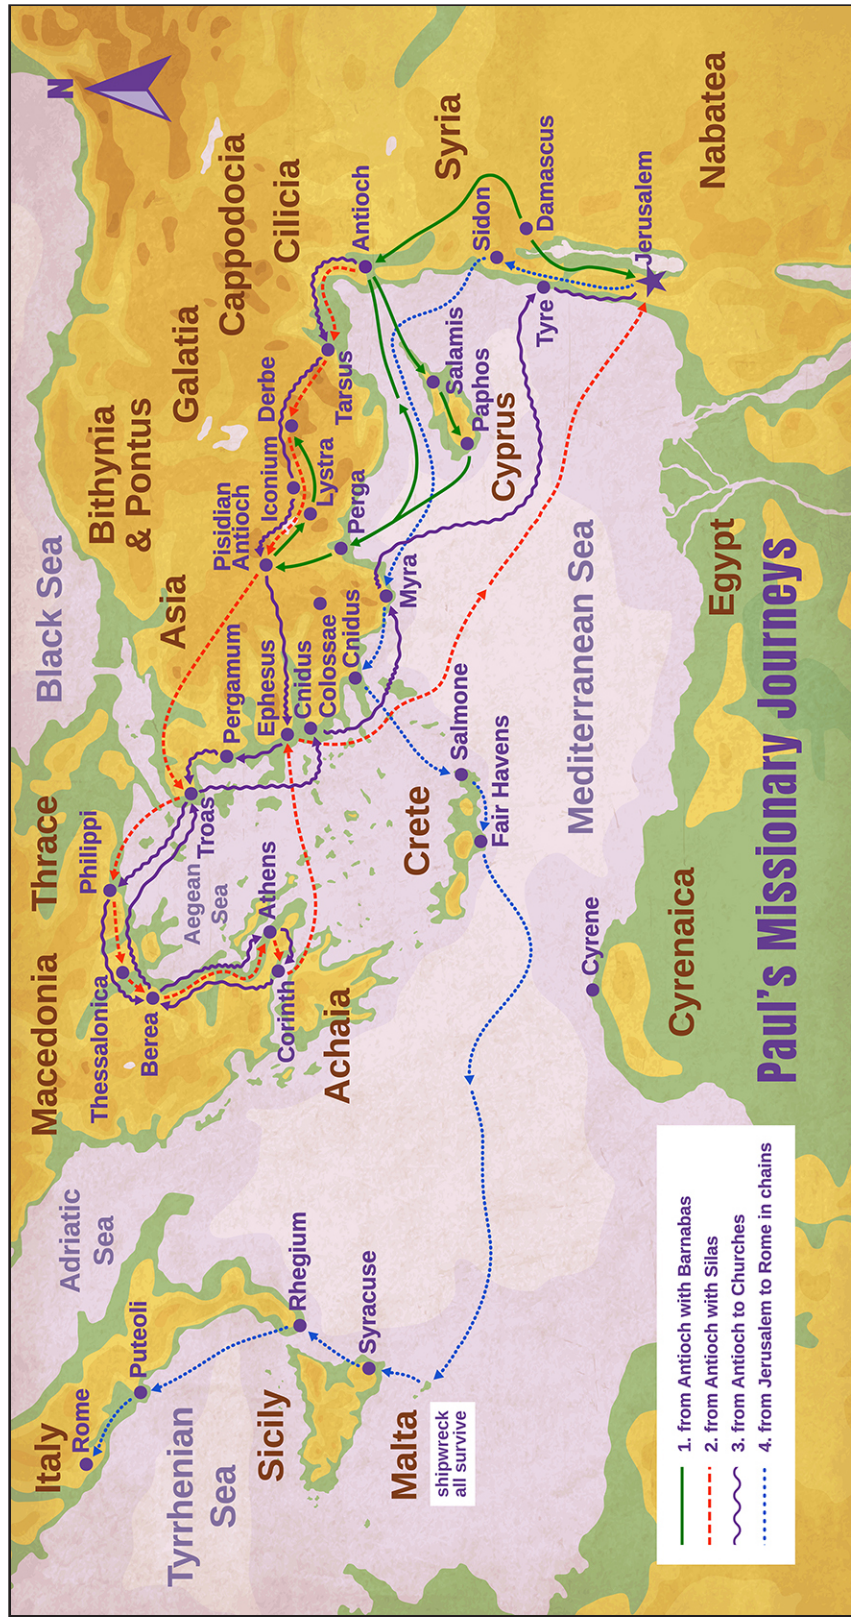 N
Black Sea
Bithynia
& Pontus
Galatia
Cappodocia
Cilicia
Syria
Nabatea
Asia
Thrace
Macedonia
Adriatic
Sea
Italy
Tyrrhenian
Sea
Sicily
Malta
shipwreck
all survive
Achaia
Aegean
Sea
Crete
Cyprus
Mediterranean Sea
Egypt
Cyrenaica
Rome
Puteoli
Rhegium
Syracuse
Philippi
Thessalonica
Berea
Athens
Corinth
Troas
Pergamum
Ephesus
Cnidus
Colossae
Cnidus
Pisidian
Antioch
Iconium
Lystra
Derbe
Tarsus
Antioch
Perga
Myra
Salamis
Paphos
Salmone
Fair Havens
Cyrene
Sidon
Damascus
Tyre
Jerusalem
Paul's Missionary Journeys
1. from Antioch with Barnabas
2. from Antioch with Silas
3. from Antioch to Churches
4. from Jerusalem to Rome in chains